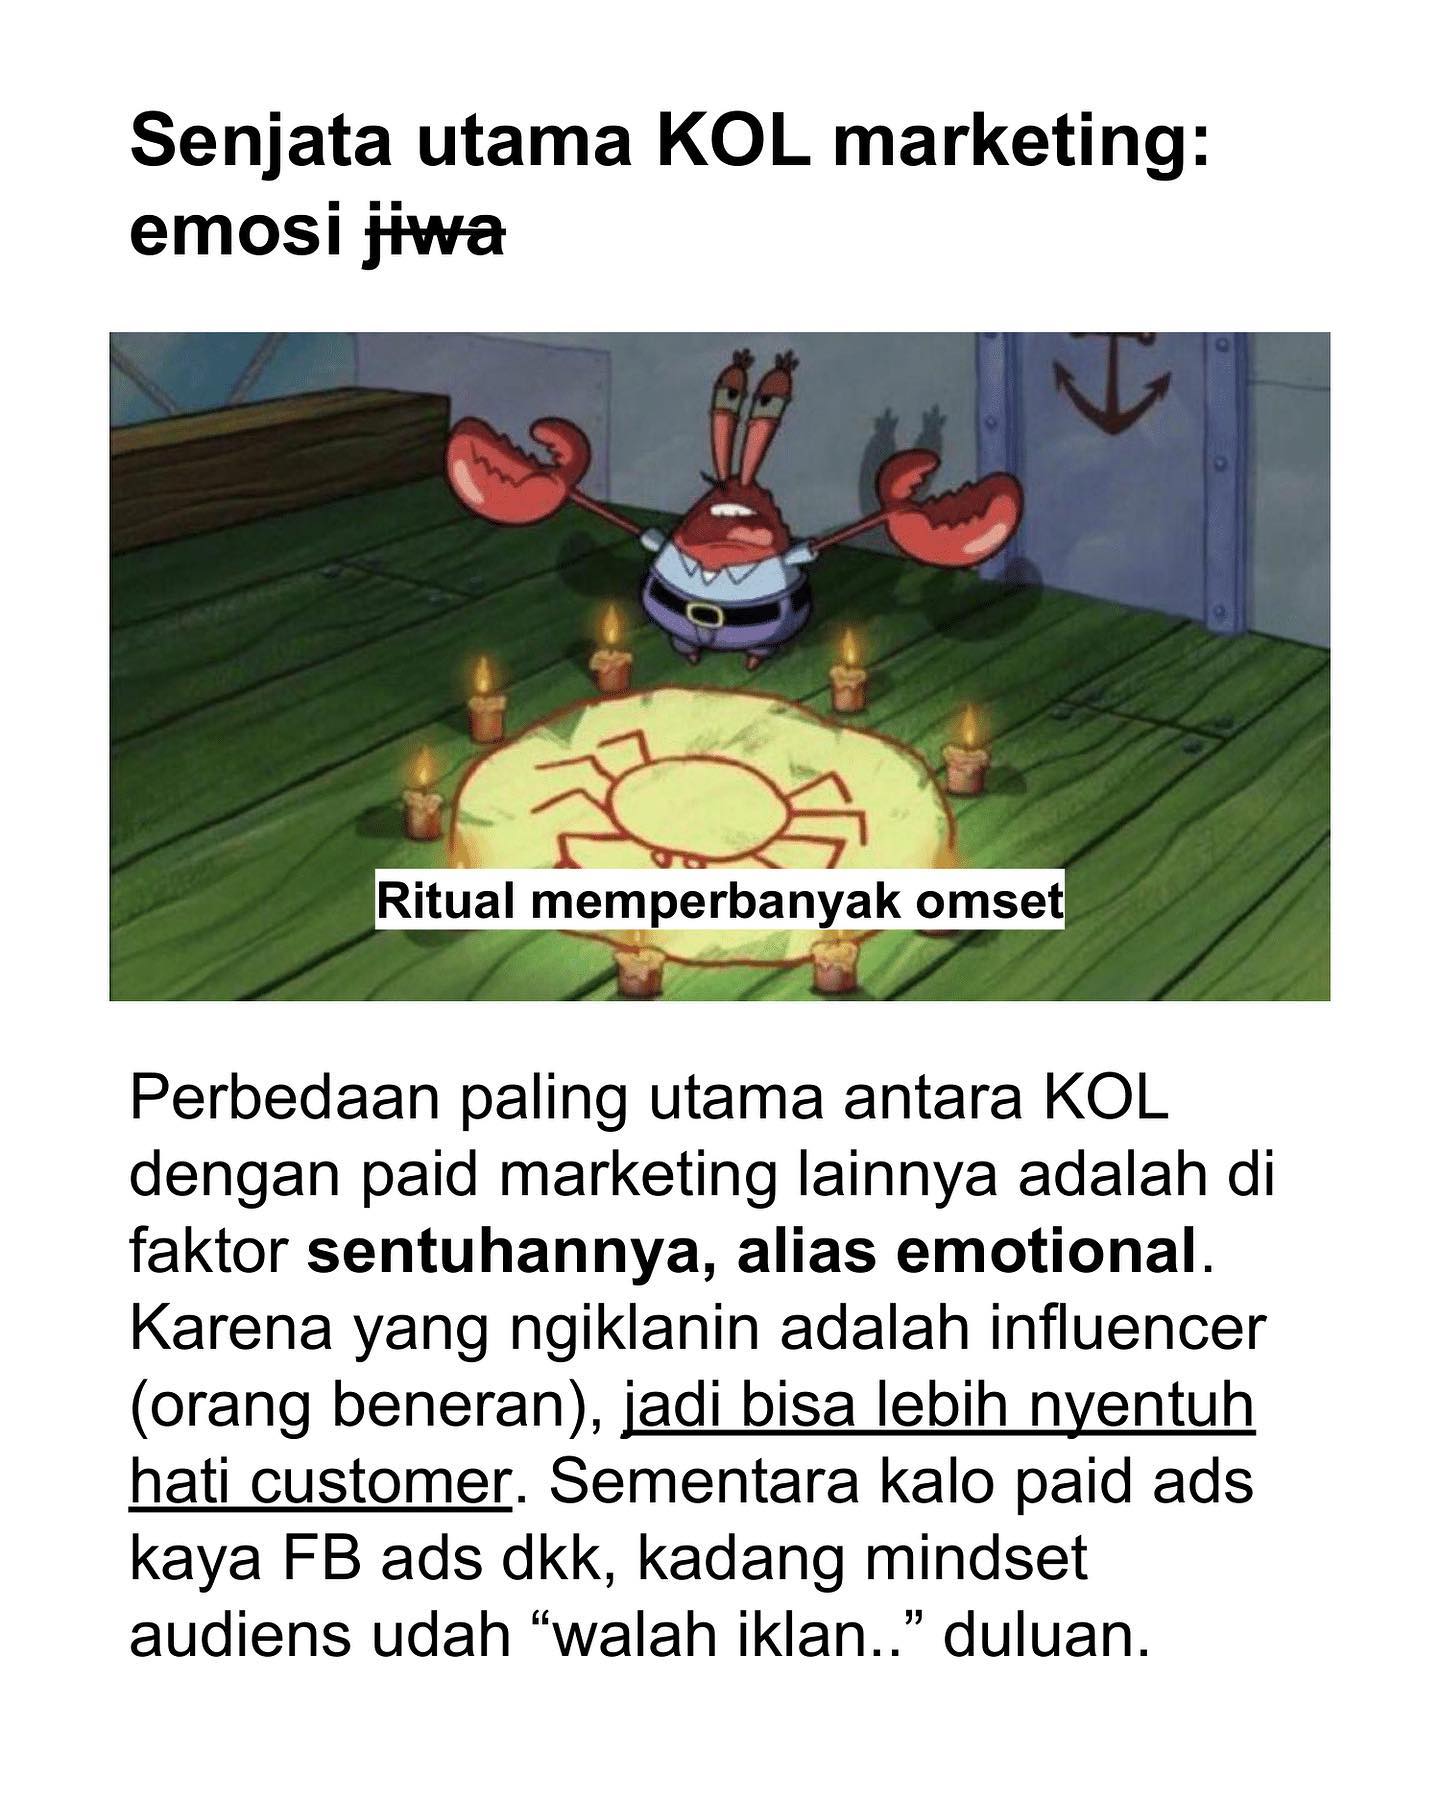 Senjata utama KOL marketing:
emosi jiwa
Ritual memperbanyak omset
Perbedaan paling utama antara KOL
dengan paid marketing lainnya adalah di
faktor sentuhannya, alias emotional.
Karena yang ngiklanin adalah influencer
(orang beneran), jadi bisa lebih nyentuh
hati customer. Sementara kalo paid ads
kaya FB ads dkk, kadang mindset
audiens udah “walah iklan..” duluan.